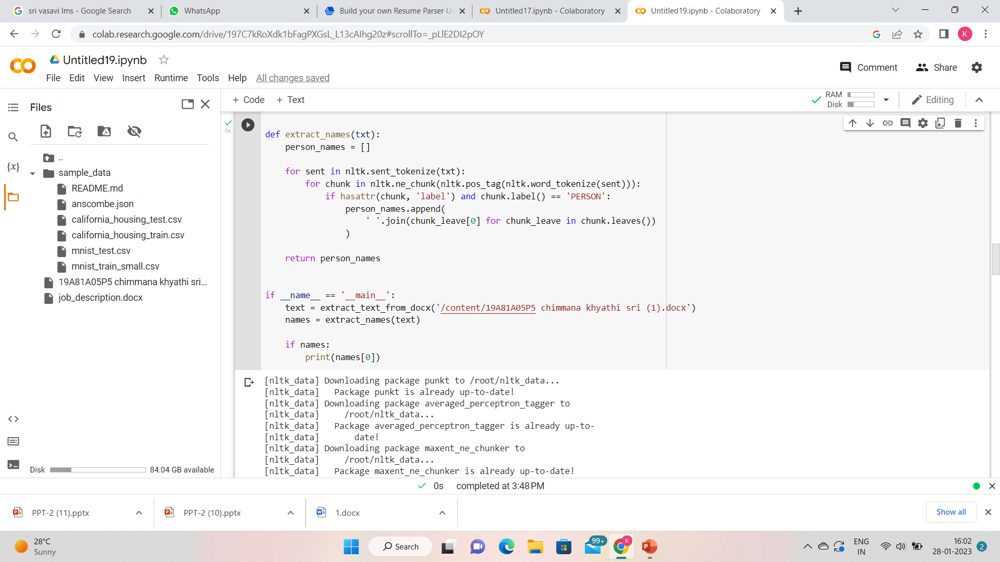 sri vasavi lms - Google Search
WhatsApp
Build your own Resume Parser Us
Untitled17.ipynb - Colaboratory
Untitled19.ipynb - Colaboratory
colab.research.google.com/drive/197C7kRoXdk1bFagPXGsL_L13cAIhg20z#scrollTo=_pLlE2DI2pOY
K
Untitled19.ipynb
File Edit View Insert Runtime Tools Help All changes saved
Comment
Share
Files
+ Code + Text
RAM
Disk
Editing
{x}
..
sample_data
README.md
anscombe.json
california_housing_test.csv
california_housing_train.csv
mnist_test.csv
mnist_train_small.csv
19A81A05P5 chimmana khyathi sri...
job_description.docx
Disk 84.04 GB available
0s
def extract_names(txt):
    person_names = []
    for sent in nltk.sent_tokenize(txt):
        for chunk in nltk.ne_chunk(nltk.pos_tag(nltk.word_tokenize(sent))):
            if hasattr(chunk, 'label') and chunk.label() == 'PERSON':
                person_names.append(
                    ' '.join(chunk_leave[0] for chunk_leave in chunk.leaves())
                )
    return person_names
if __name__ == '__main__':
    text = extract_text_from_docx('/content/19A81A05P5 chimmana khyathi sri (1).docx')
    names = extract_names(text)
    if names:
        print(names[0])
[nltk_data] Downloading package punkt to /root/nltk_data...
[nltk_data]   Package punkt is already up-to-date!
[nltk_data] Downloading package averaged_perceptron_tagger to
[nltk_data]     /root/nltk_data...
[nltk_data]   Package averaged_perceptron_tagger is already up-to-
[nltk_data]       date!
[nltk_data] Downloading package maxent_ne_chunker to
[nltk_data]     /root/nltk_data...
[nltk_data]   Package maxent_ne_chunker is already up-to-date!
0s completed at 3:48 PM
PPT-2 (11).pptx
PPT-2 (10).pptx
1.docx
Show all
28°C
Sunny
Search
99+
K
ENG
IN
16:02
28-01-2023
2